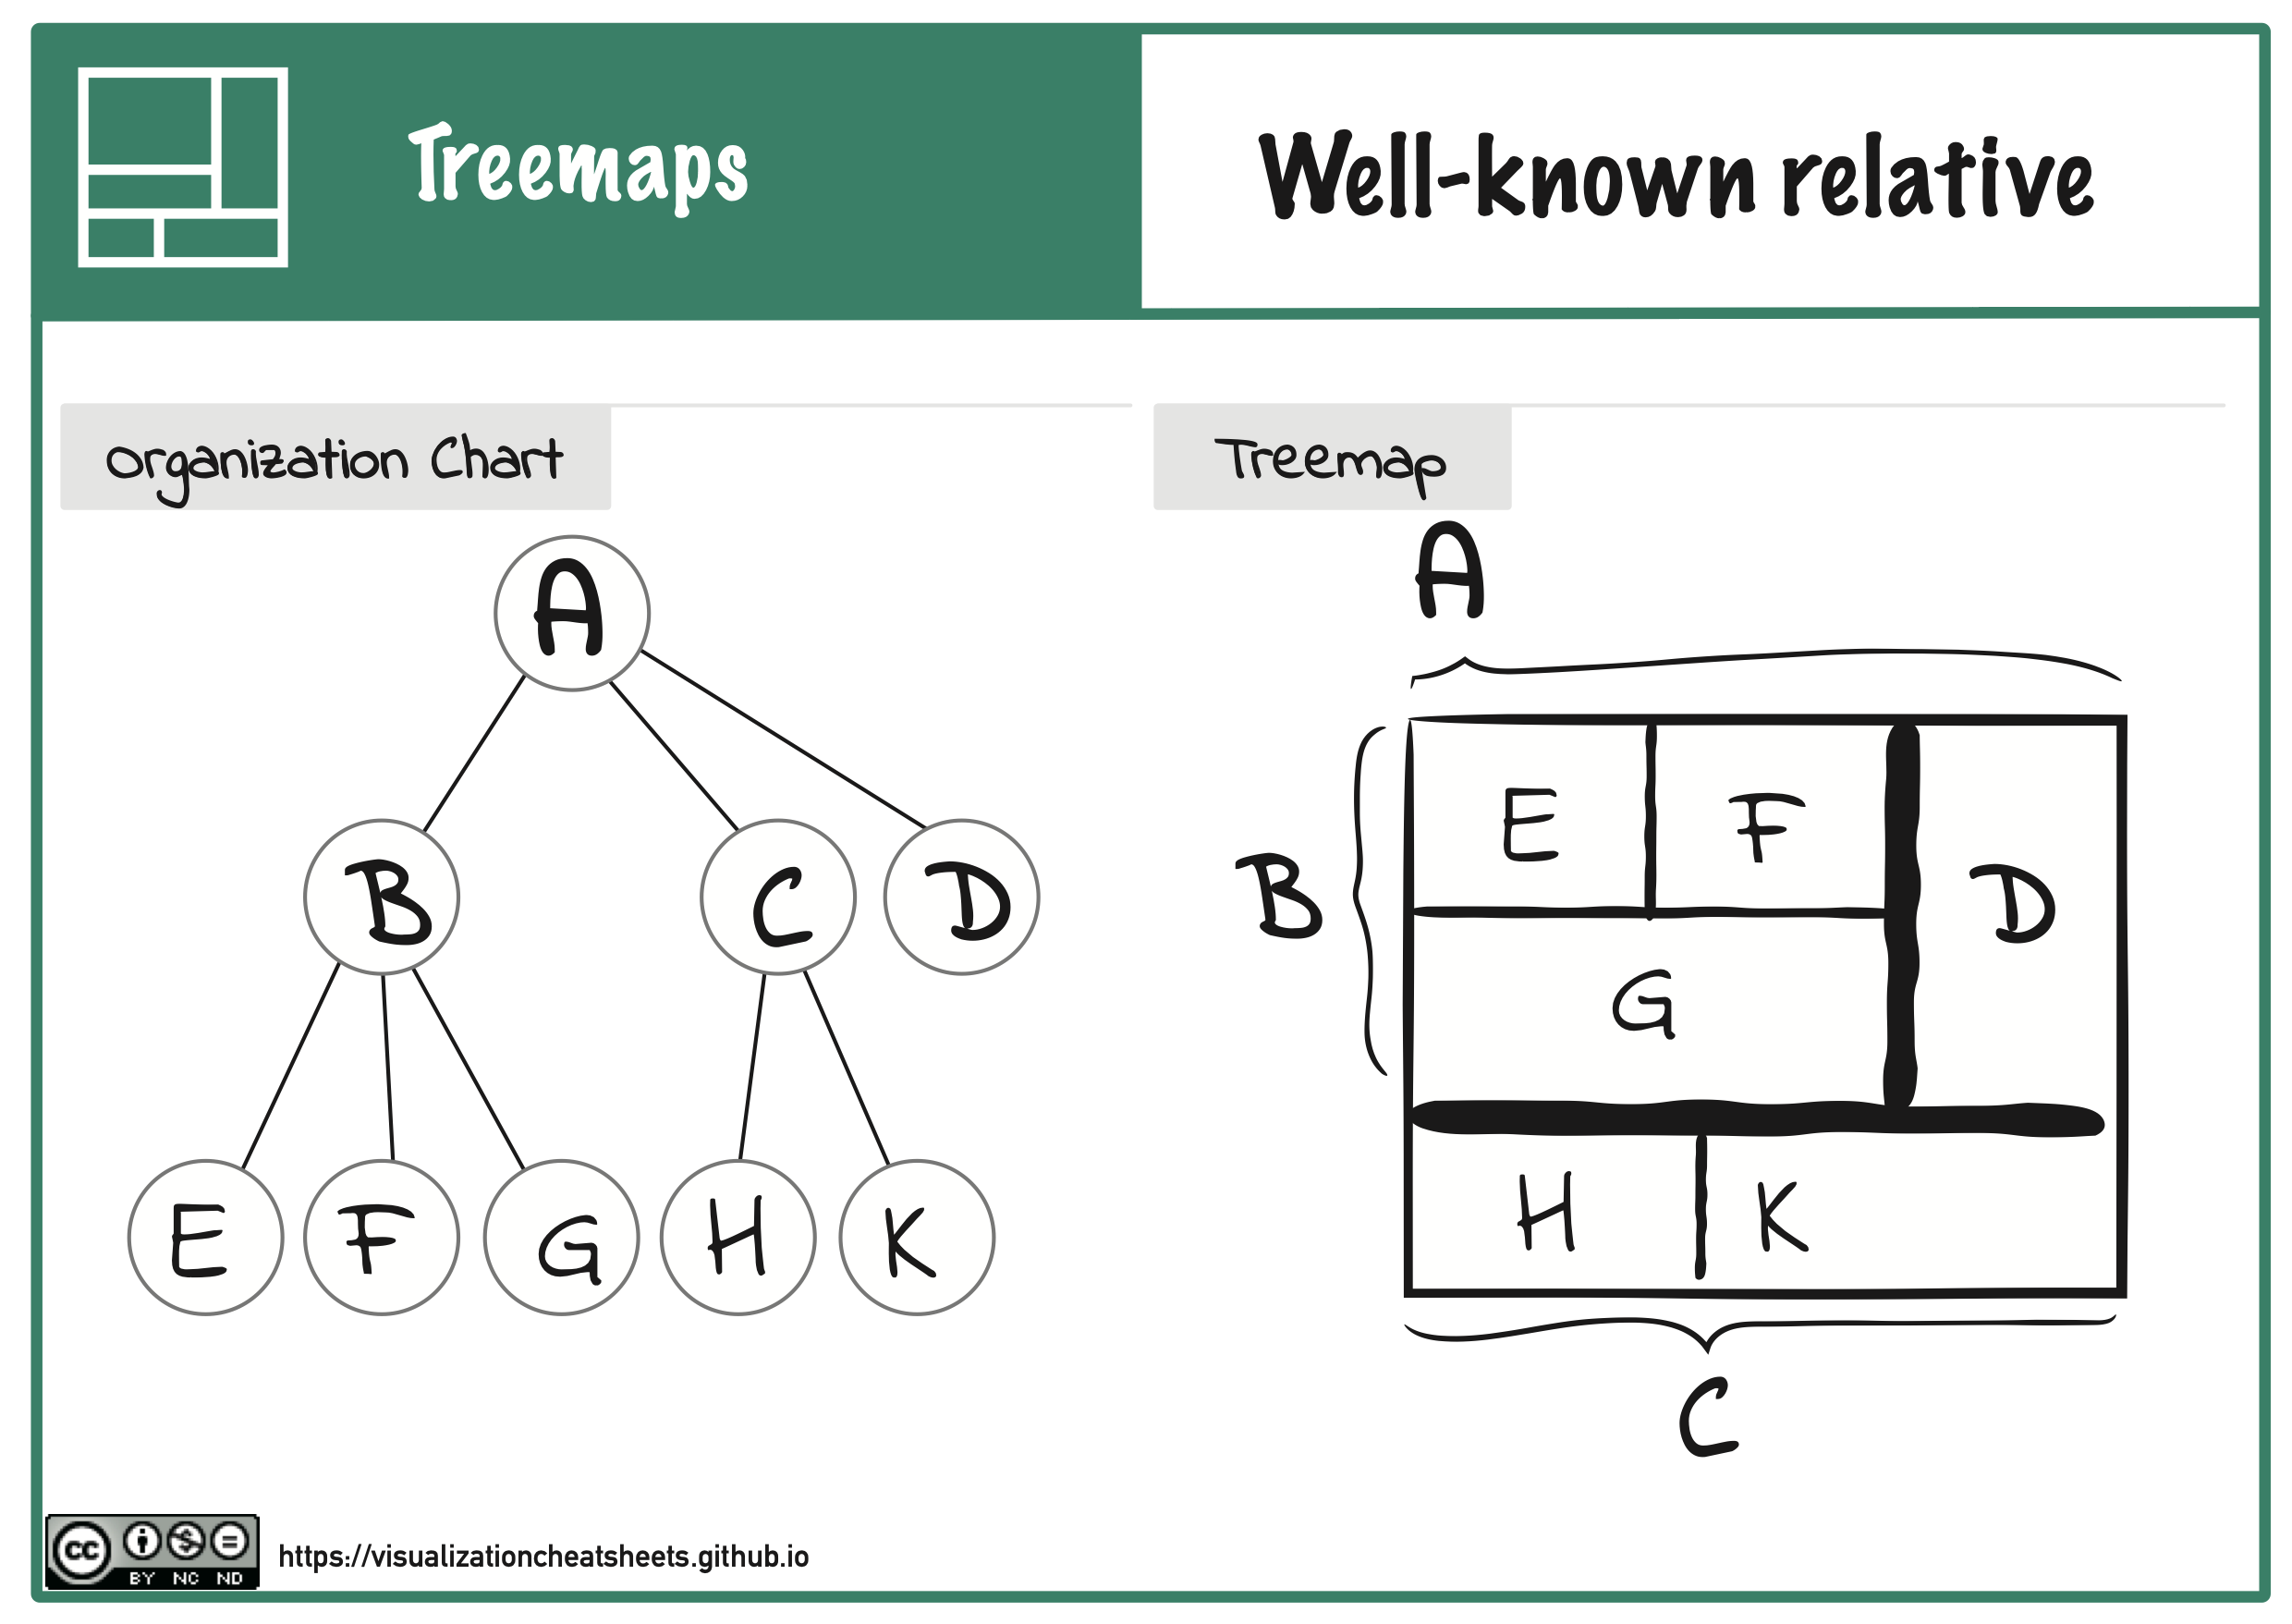 Treemaps
Well-known relative
Organization Chart
A
B C D
E F G H K
Treemap
A
E F
B D
G
H K
C
cc BY NC ND
https://visualizationcheatsheets.github.io